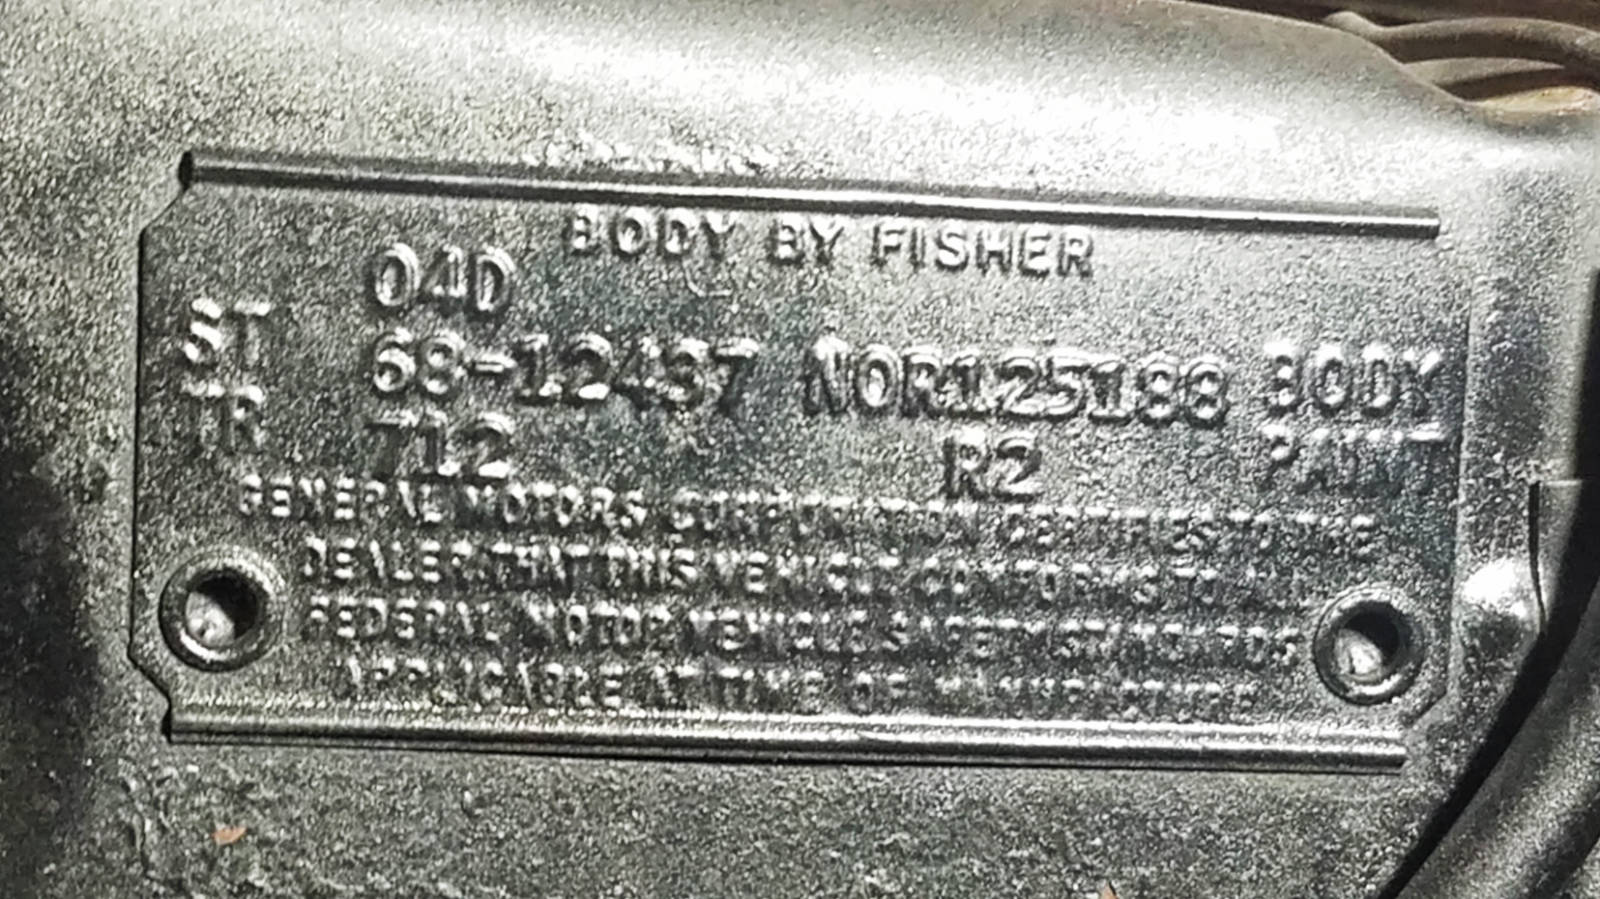 BODY BY FISHER
04D
ST 68-12437 NOR125188 BODY
TR 712 R2 PAINT
GENERAL MOTORS CORPORATION CERTIFIES TO THE
DEALER THAT THIS VEHICLE CONFORMS TO ALL
FEDERAL MOTOR VEHICLE SAFETY STANDARDS
APPLICABLE AT TIME OF MANUFACTURE